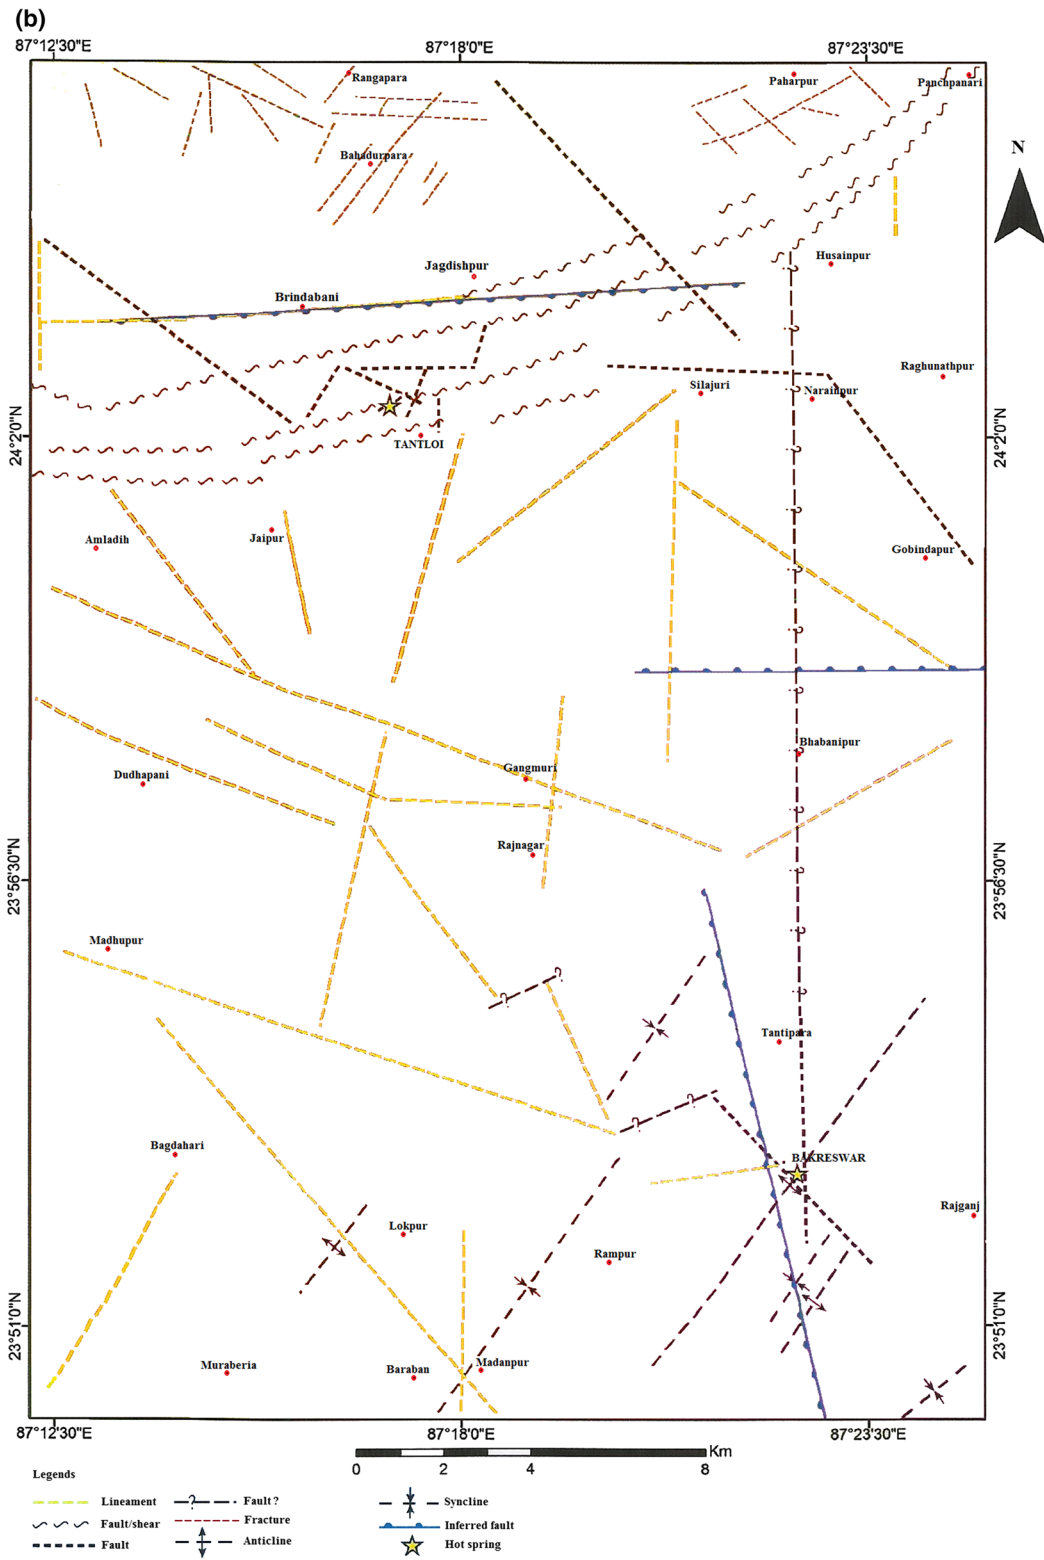 (b)
87°12'30"E 87°18'0"E 87°23'30"E
Rangapara
Paharpur
Panchpanari
N
Bahadurpara
Husainpur
Jagdishpur
Brindabani
Raghunathpur
Silajuri
Narainpur
24°2'0"N
TANTLOI
24°2'0"N
Amladih
Jaipur
Gobindapur
Bhabanipur
Gangmuri
Dudhapani
Rajnagar
23°56'30"N
23°56'30"N
Madhupur
?
?
Tantipara
?
?
Bagdahari
BAKRESWAR
Rajganj
Lokpur
Rampur
23°51'0"N
23°51'0"N
Muraberia
Baraban
Madanpur
87°12'30"E 87°18'0"E 87°23'30"E
Km
0 2 4 8
Legends
Lineament
? Fault ?
Syncline
Fault/shear
Fracture
Inferred fault
Fault
Anticline
Hot spring